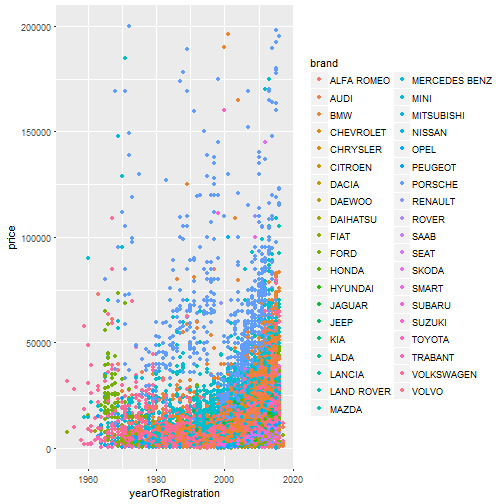 200000
150000
100000
50000
0
price
1960
1980
2000
2020
yearOfRegistration
brand
ALFA ROMEO
AUDI
BMW
CHEVROLET
CHRYSLER
CITROEN
DACIA
DAEWOO
DAIHATSU
FIAT
FORD
HONDA
HYUNDAI
JAGUAR
JEEP
KIA
LADA
LANCIA
LAND ROVER
MAZDA
MERCEDES BENZ
MINI
MITSUBISHI
NISSAN
OPEL
PEUGEOT
PORSCHE
RENAULT
ROVER
SAAB
SEAT
SKODA
SMART
SUBARU
SUZUKI
TOYOTA
TRABANT
VOLKSWAGEN
VOLVO